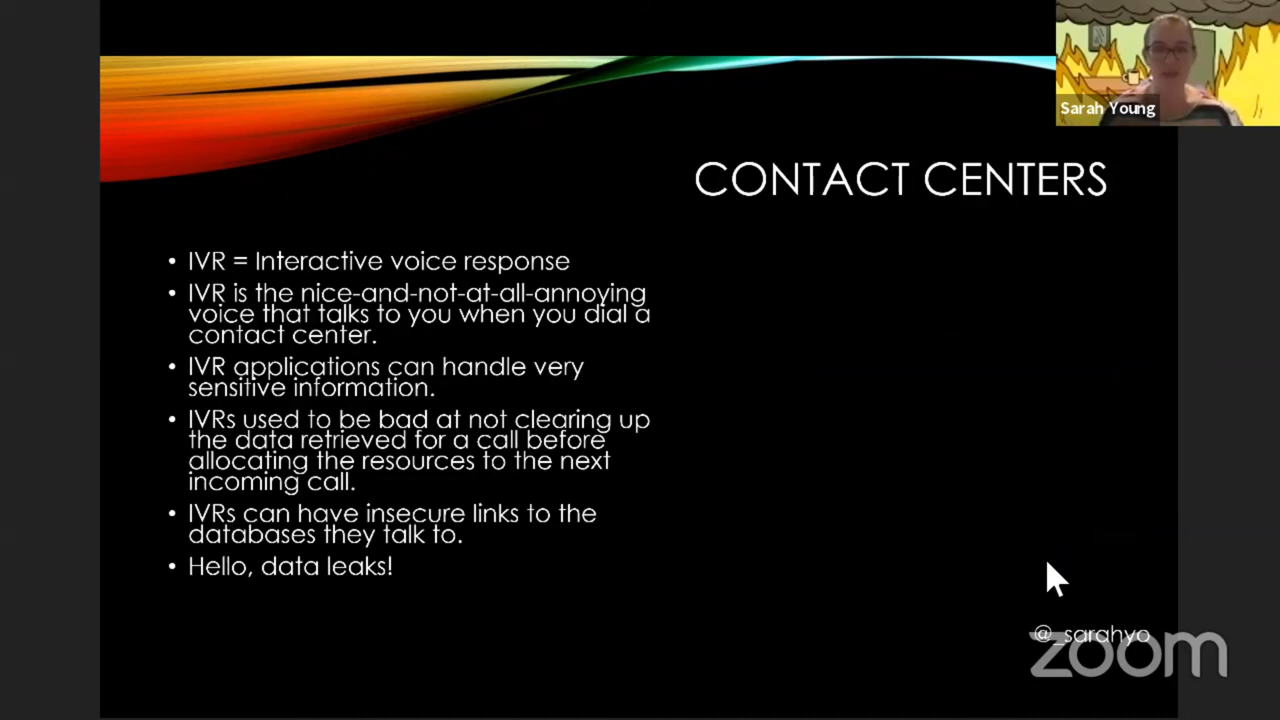 Sarah Young
CONTACT CENTERS
• IVR = Interactive voice response
• IVR is the nice-and-not-at-all-annoying
voice that talks to you when you dial a
contact center.
• IVR applications can handle very
sensitive information.
• IVRs used to be bad at not clearing up
the data retrieved for a call before
allocating the resources to the next
incoming call.
• IVRs can have insecure links to the
databases they talk to.
• Hello, data leaks!
@_sarahyo
zoom